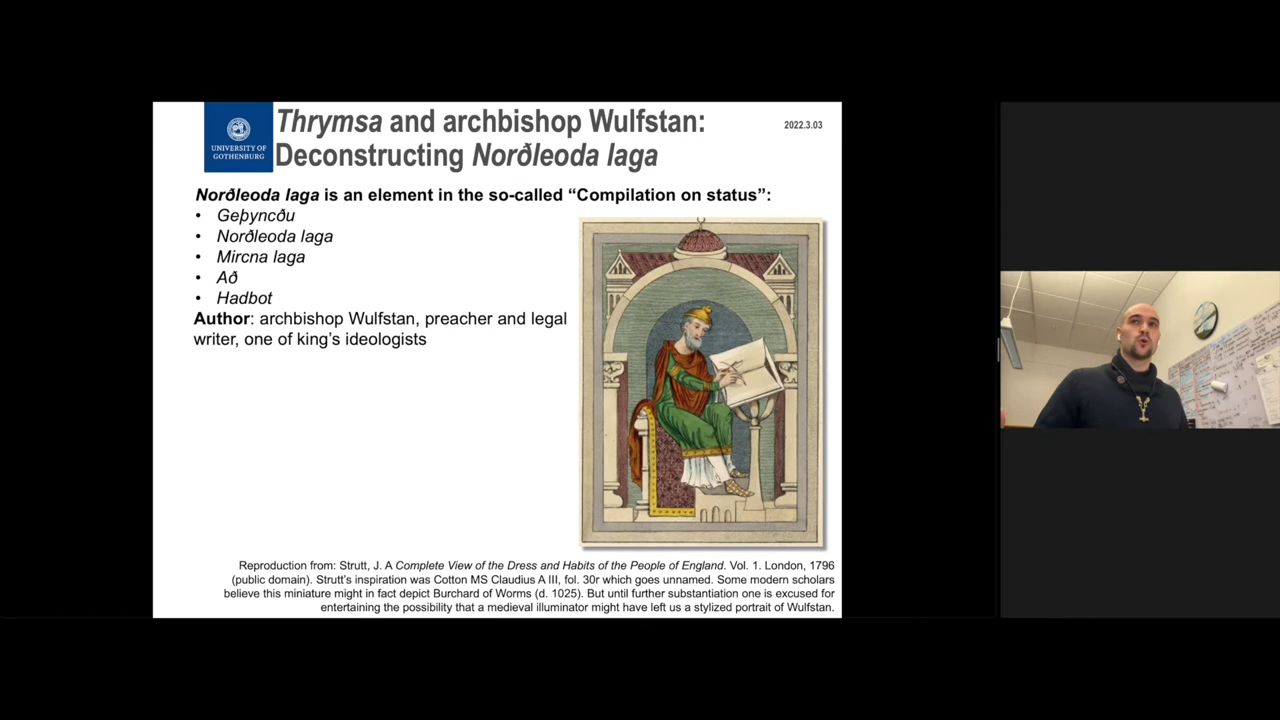 Thrymsa and archbishop Wulfstan:
Deconstructing Norðleoda laga
2022.3.03
UNIVERSITY OF
GOTHENBURG
Norðleoda laga is an element in the so-called “Compilation on status”:
• Geþyncðu
• Norðleoda laga
• Mircna laga
• Að
• Hadbot
Author: archbishop Wulfstan, preacher and legal
writer, one of king’s ideologists
Reproduction from: Strutt, J. A Complete View of the Dress and Habits of the People of England. Vol. 1. London, 1796
(public domain). Strutt’s inspiration was Cotton MS Claudius A III, fol. 30r which goes unnamed. Some modern scholars
believe this miniature might in fact depict Burchard of Worms (d. 1025). But until further substantiation one is excused for
entertaining the possibility that a medieval illuminator might have left us a stylized portrait of Wulfstan.